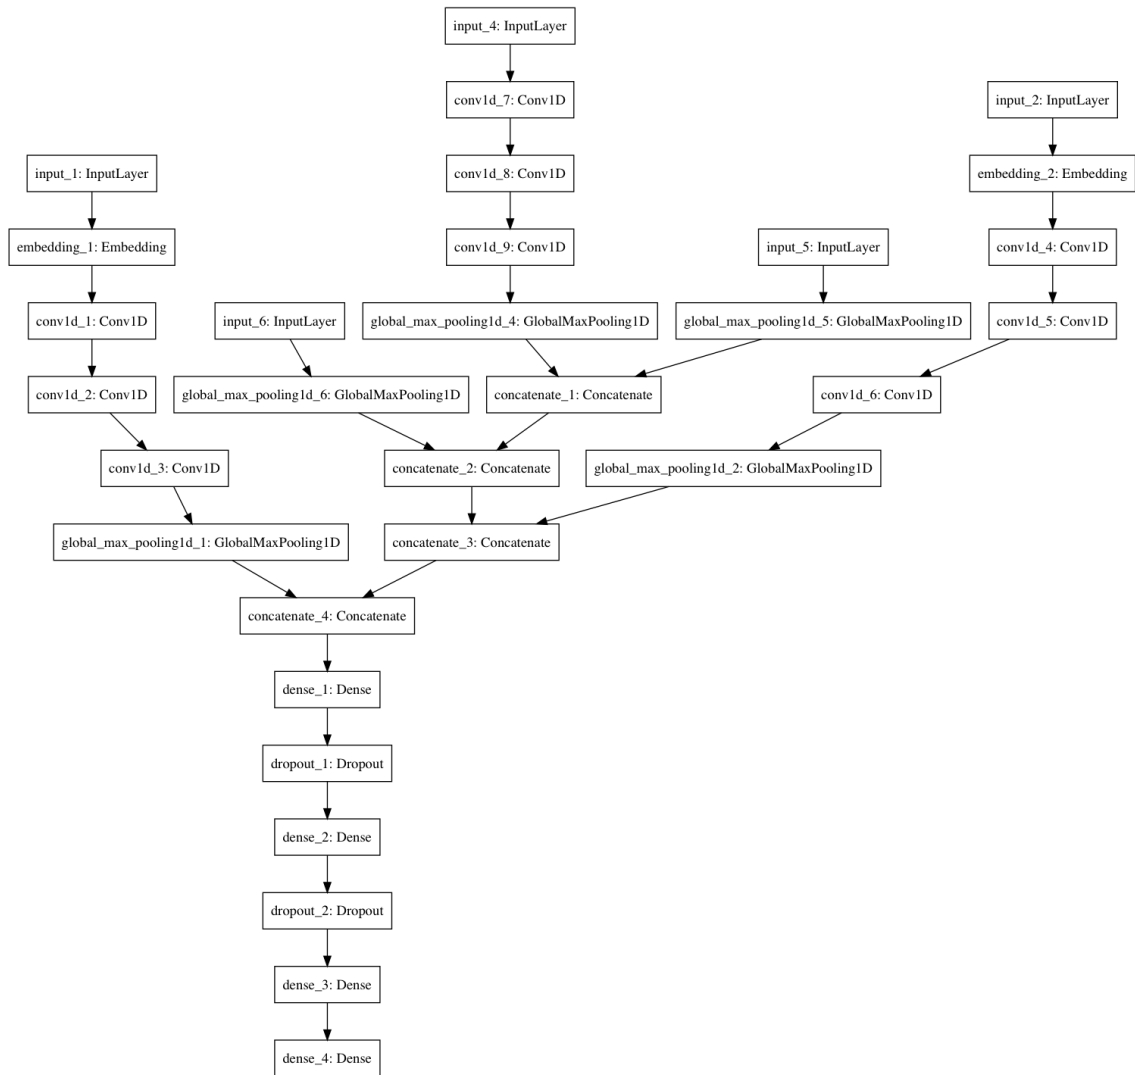 input_4: InputLayer
conv1d_7: Conv1D
input_2: InputLayer
input_1: InputLayer
conv1d_8: Conv1D
embedding_2: Embedding
embedding_1: Embedding
conv1d_9: Conv1D
input_5: InputLayer
conv1d_4: Conv1D
conv1d_1: Conv1D
input_6: InputLayer
global_max_pooling1d_4: GlobalMaxPooling1D
global_max_pooling1d_5: GlobalMaxPooling1D
conv1d_5: Conv1D
conv1d_2: Conv1D
global_max_pooling1d_6: GlobalMaxPooling1D
concatenate_1: Concatenate
conv1d_6: Conv1D
conv1d_3: Conv1D
concatenate_2: Concatenate
global_max_pooling1d_2: GlobalMaxPooling1D
global_max_pooling1d_1: GlobalMaxPooling1D
concatenate_3: Concatenate
concatenate_4: Concatenate
dense_1: Dense
dropout_1: Dropout
dense_2: Dense
dropout_2: Dropout
dense_3: Dense
dense_4: Dense